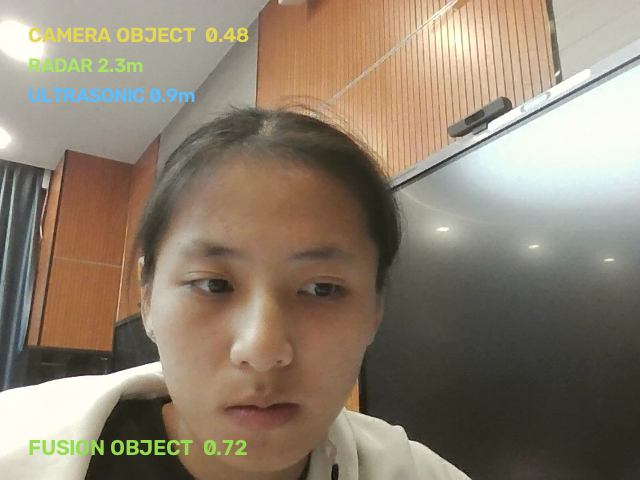 CAMERA OBJECT 0.48
RADAR 2.3m
ULTRASONIC 0.9m
FUSION OBJECT 0.72